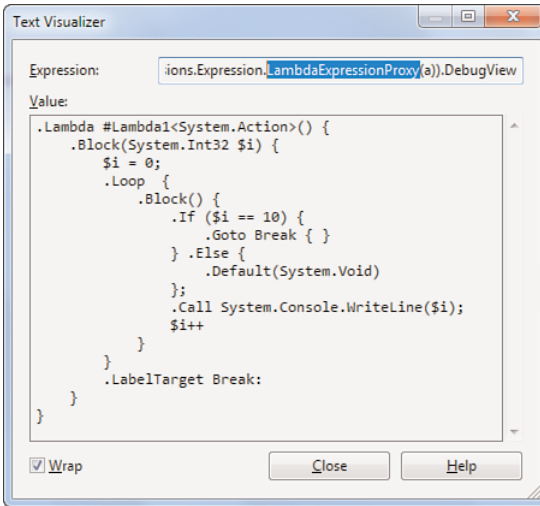 Text Visualizer
Expression: ions.Expression.LambdaExpressionProxy(a)).DebugView
Value:
.Lambda #Lambda1<System.Action>() {
    .Block(System.Int32 $i) {
        $i = 0;
        .Loop  {
            .Block() {
                .If ($i == 10) {
                    .Goto Break { }
                } .Else {
                    .Default(System.Void)
                };
                .Call System.Console.WriteLine($i);
                $i++
            }
        }
        .LabelTarget Break:
    }
}
Wrap Close Help